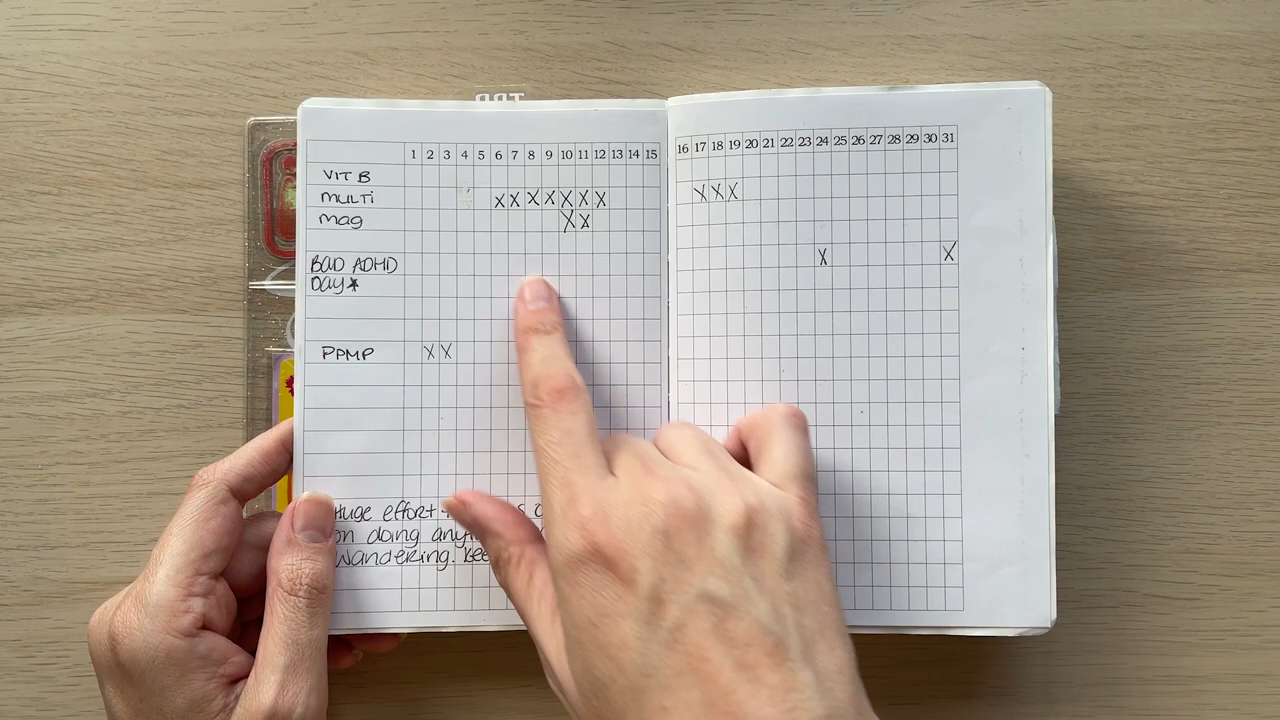 TBR
1 2 3 4 5 6 7 8 9 10 11 12 13 14 15 16 17 18 19 20 21 22 23 24 25 26 27 28 29 30 31
VIT B
MULTI X X X X X X X X X X
mag X X
BAD ADHD X X
Day*
PPMP X X
Huge effort
on doing
wandering.